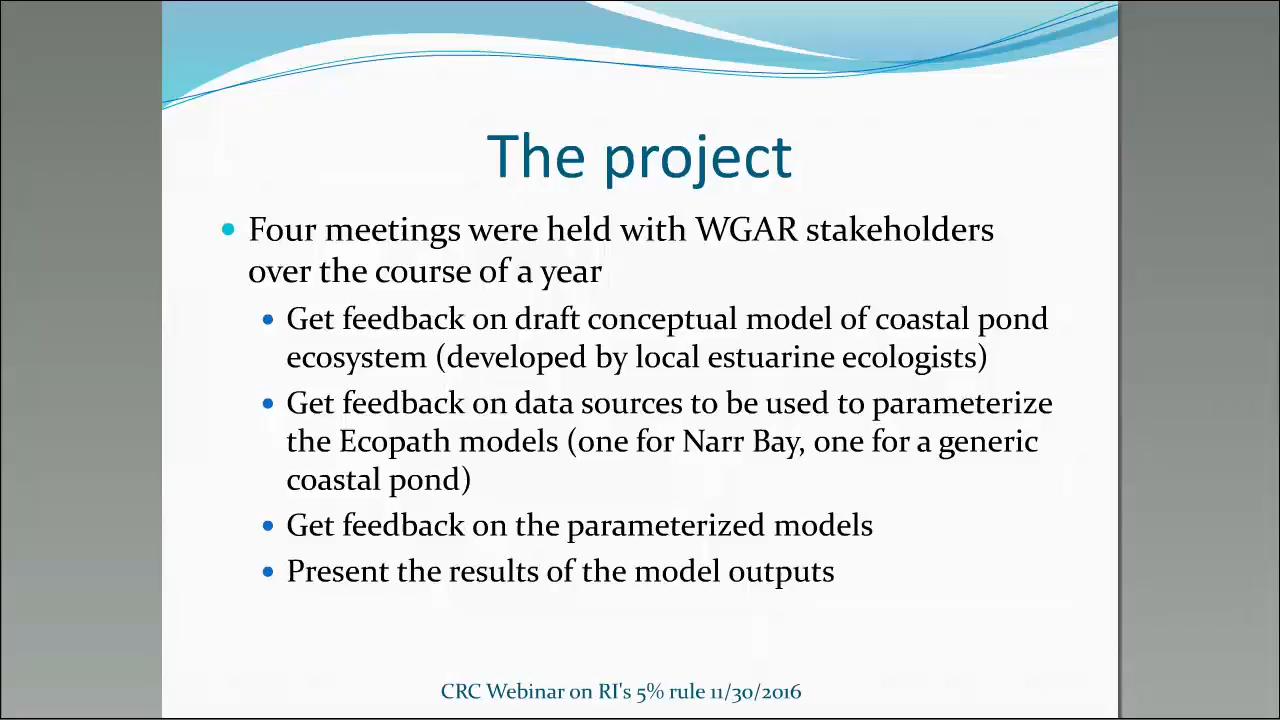 The project
Four meetings were held with WGAR stakeholders
over the course of a year
Get feedback on draft conceptual model of coastal pond
ecosystem (developed by local estuarine ecologists)
Get feedback on data sources to be used to parameterize
the Ecopath models (one for Narr Bay, one for a generic
coastal pond)
Get feedback on the parameterized models
Present the results of the model outputs
CRC Webinar on RI's 5% rule 11/30/2016